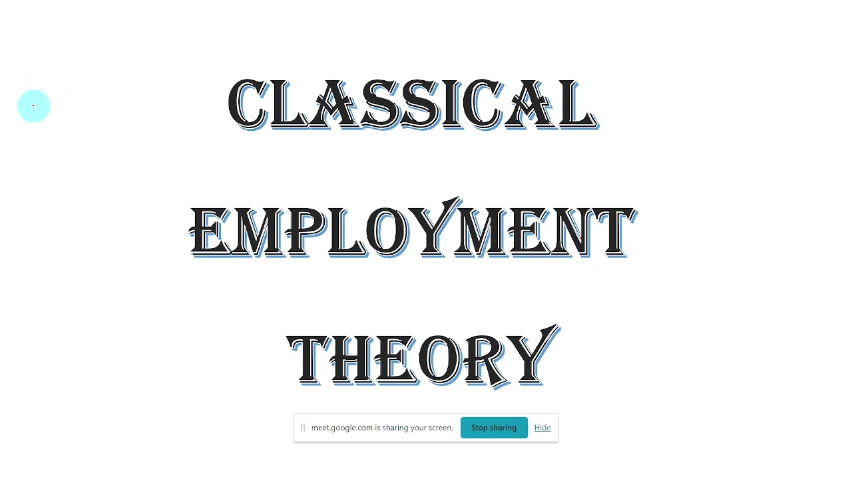 CLASSICAL
EMPLOYMENT
THEORY
meet.google.com is sharing your screen. Stop sharing Hide